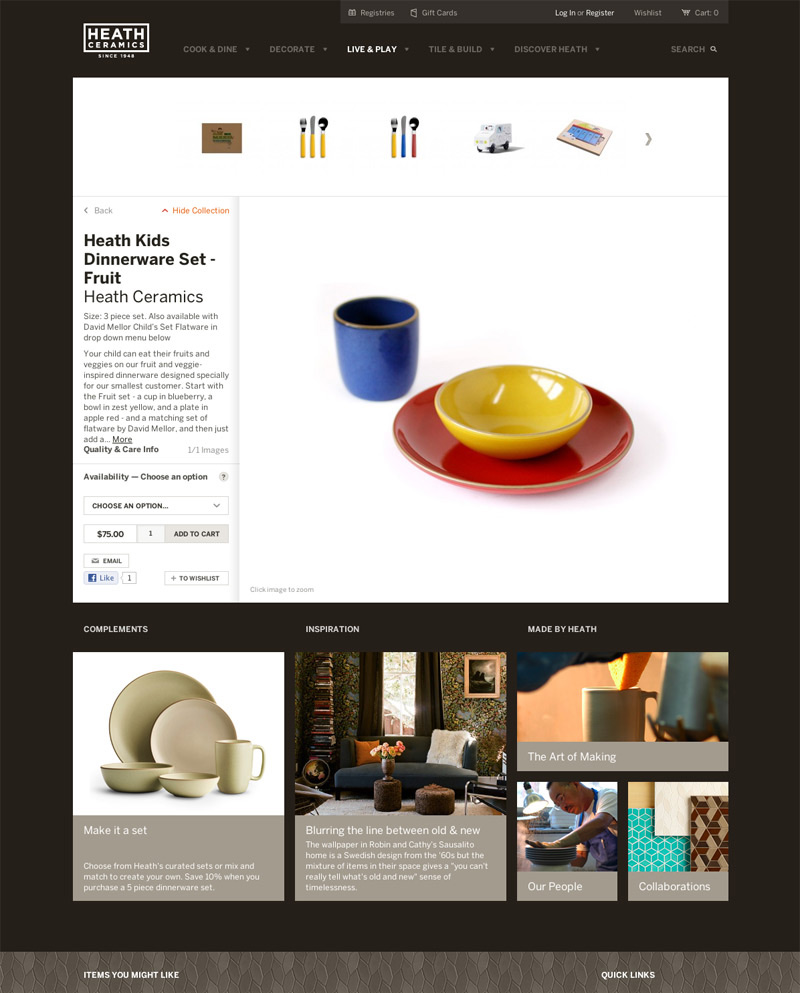 Registries
Gift Cards
Log In or Register
Wishlist
Cart: 0
HEATH
CERAMICS
SINCE 1948
COOK & DINE
DECORATE
LIVE & PLAY
TILE & BUILD
DISCOVER HEATH
SEARCH
Back
Hide Collection
Heath Kids
Dinnerware Set -
Fruit
Heath Ceramics
Size: 3 piece set. Also available with
David Mellor Child's Set Flatware in
drop down menu below
Your child can eat their fruits and
veggies on our fruit and veggie-
inspired dinnerware designed specially
for our smallest customer. Start with
the Fruit set - a cup in blueberry, a
bowl in zest yellow, and a plate in
apple red - and a matching set of
flatware by David Mellor, and then just
add a... More
Quality & Care Info
1/1 Images
Availability — Choose an option
?
CHOOSE AN OPTION...
$75.00
1
ADD TO CART
EMAIL
Like
1
+ TO WISHLIST
Click image to zoom
COMPLEMENTS
INSPIRATION
MADE BY HEATH
Make it a set
Choose from Heath's curated sets or mix and
match to create your own. Save 10% when you
purchase a 5 piece dinnerware set.
Blurring the line between old & new
The wallpaper in Robin and Cathy's Sausalito
home is a Swedish design from the '60s but the
mixture of items in their space gives a "you can't
really tell what's old and new" sense of
timelessness.
The Art of Making
Our People
Collaborations
ITEMS YOU MIGHT LIKE
QUICK LINKS